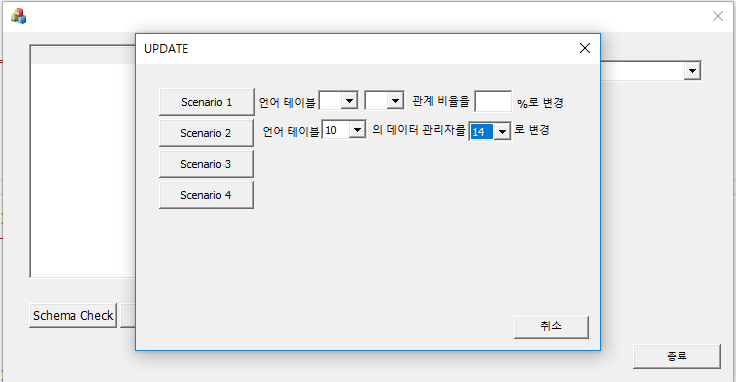 UPDATE
Scenario 1 언어 테이블 관계 비율을 %로 변경
Scenario 2 언어 테이블 10 의 데이터 관리자를 14 로 변경
Scenario 3
Scenario 4
Schema Check
취소
종료